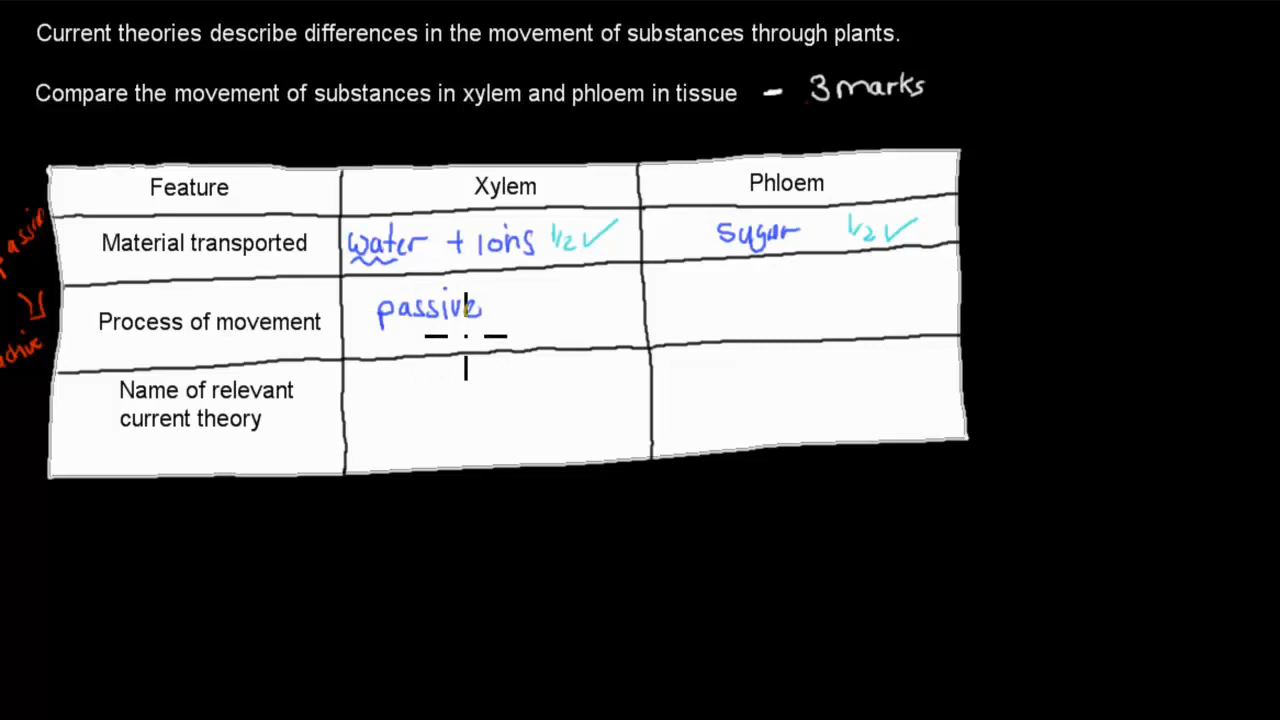 Current theories describe differences in the movement of substances through plants.
Compare the movement of substances in xylem and phloem in tissue - 3 marks
Feature Xylem Phloem
Material transported water + Ions 1/2 ✓ Sugar 1/2 ✓
Process of movement passive
Name of relevant
current theory